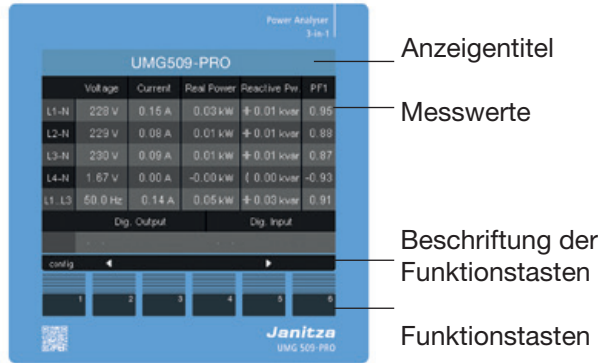 Power Analyser
3-in-1
UMG509-PRO
Voltage Current Real Power Reactive Pw. PF1
L1-N 228 V 0.15 A 0.03 kW ⏛ 0.01 kvar 0.95
L2-N 229 V 0.08 A 0.01 kW ⏛ 0.01 kvar 0.88
L3-N 230 V 0.09 A 0.01 kW ⏛ 0.01 kvar 0.87
L4-N 1.67 V 0.00 A -0.00 kW 0.00 kvar -0.93
L1..L3 50.0 Hz 0.14 A 0.05 kW ⏛ 0.03 kvar 0.91
Dig. Output Dig. Input
config ◀ ▶
1 2 3 4 5 6
Janitza
UMG 509-PRO
Anzeigentitel
Messwerte
Beschriftung der
Funktionstasten
Funktionstasten